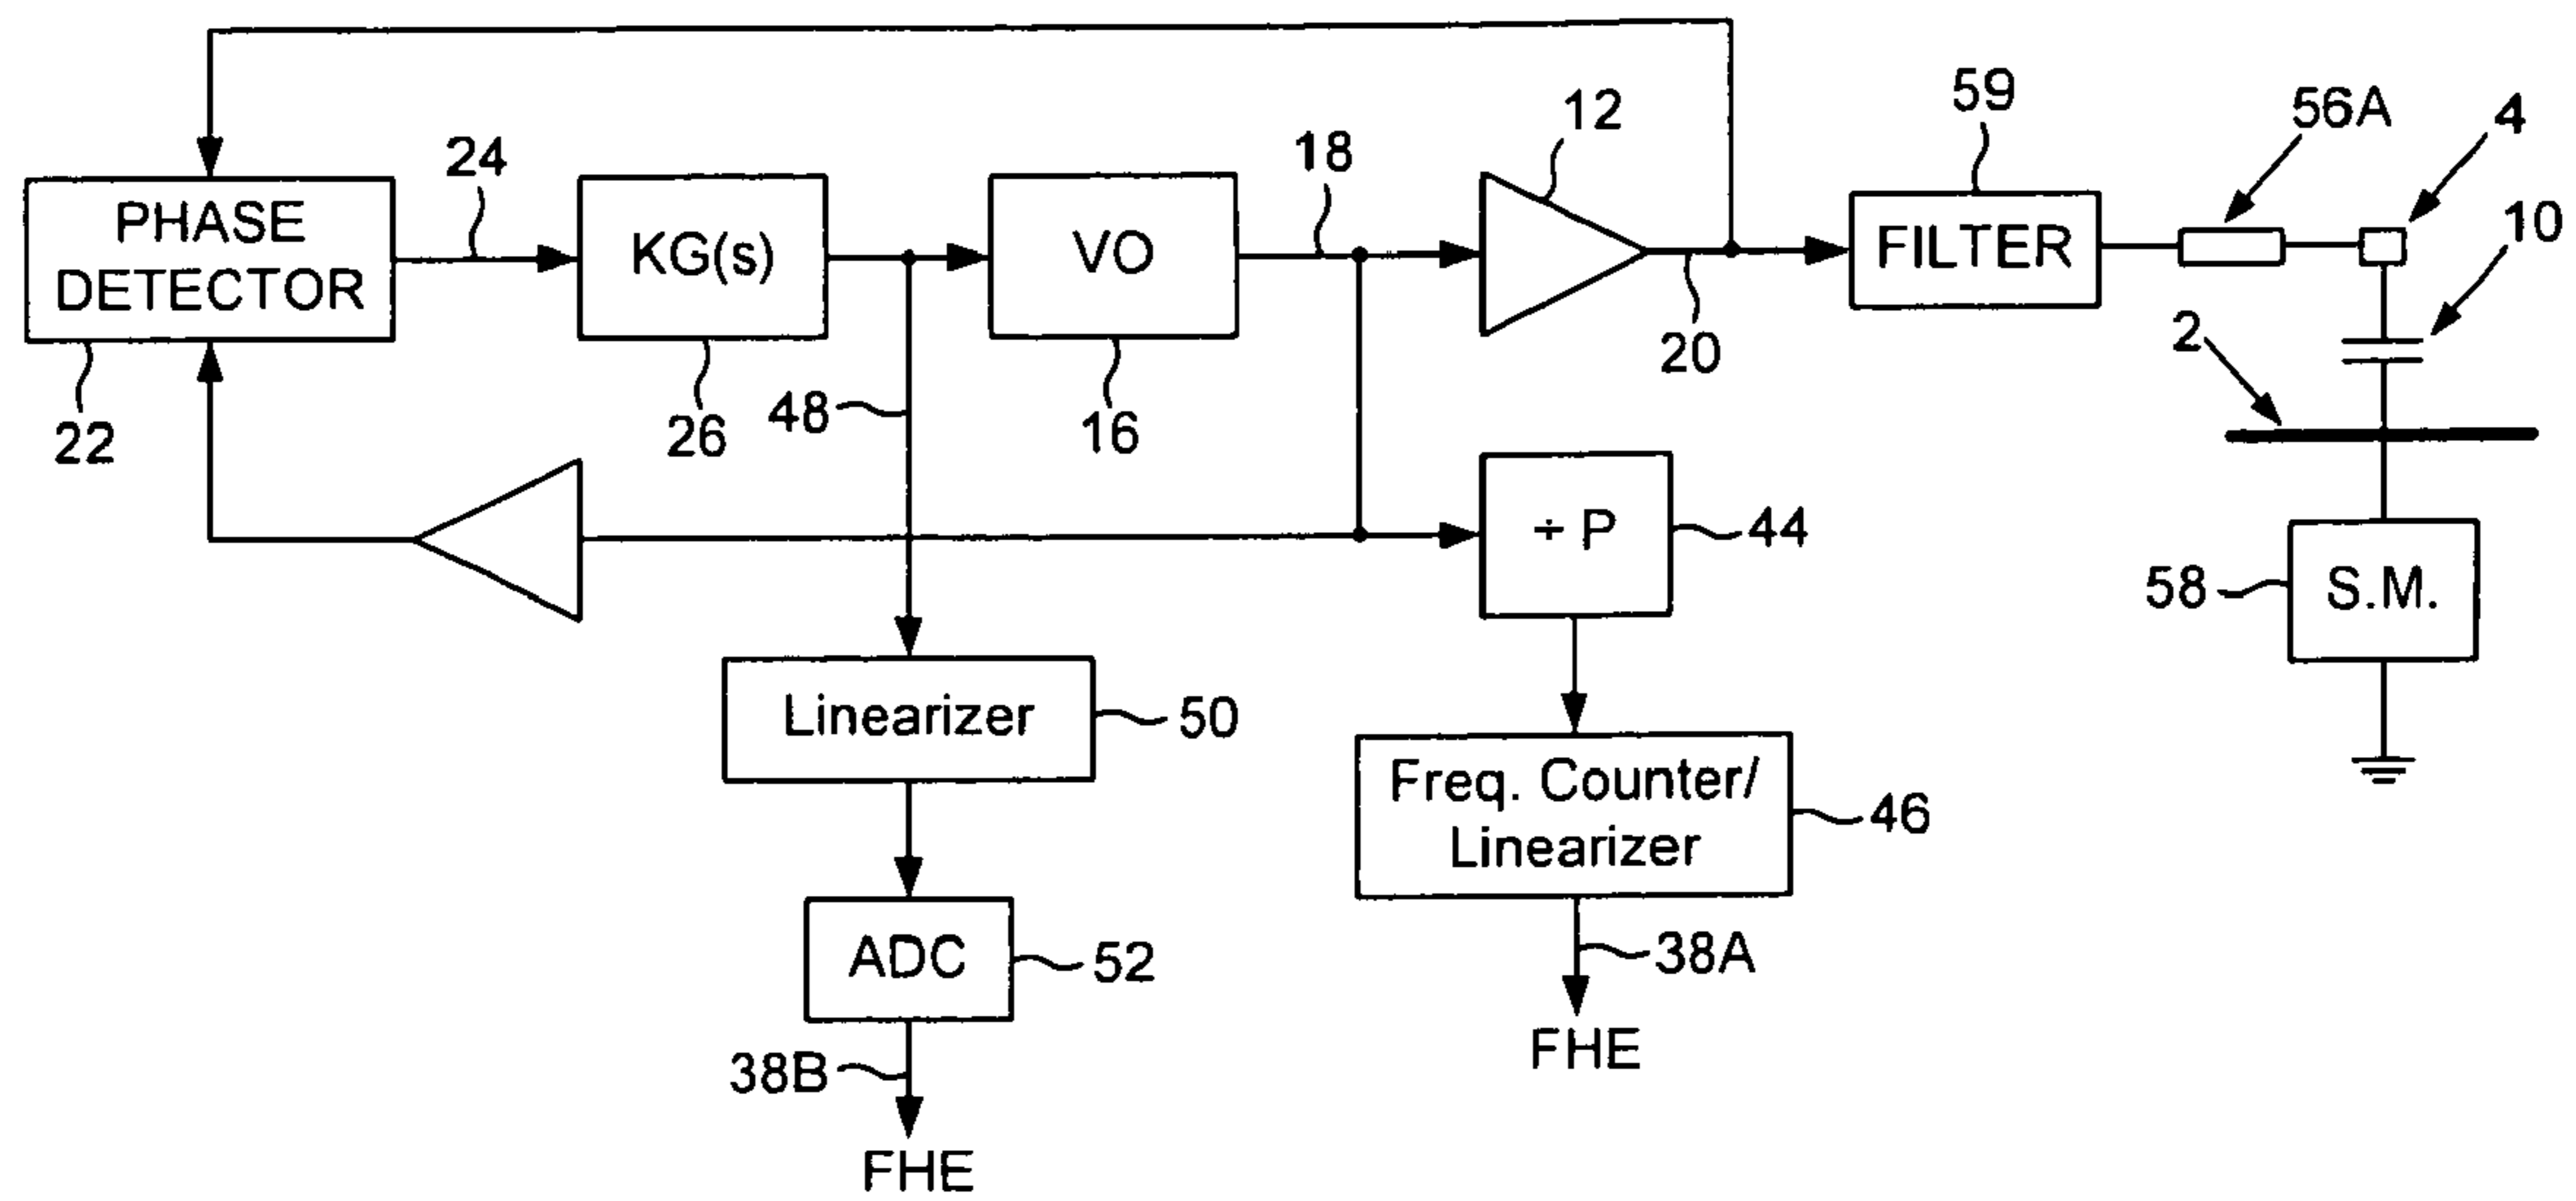 59
56A
4
12
18
24
10
PHASE
DETECTOR
KG(s)
VO
FILTER
2
20
48
22
26
16
÷ P
44
58
S.M.
Linearizer
50
Freq. Counter/
Linearizer
46
ADC
52
38A
FHE
38B
FHE